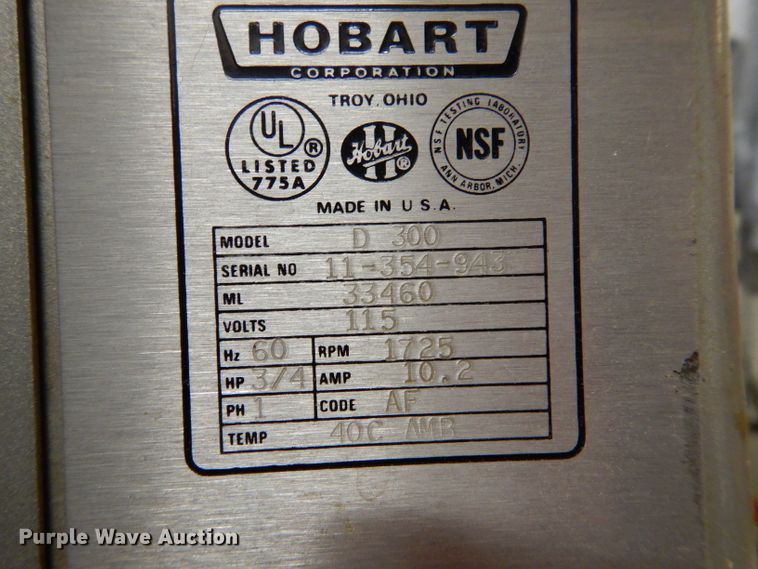 HOBART
CORPORATION
TROY, OHIO
UL ®
LISTED
775A
H
Hobart ®
NSF TESTING LABORATORY
NSF
ANN ARBOR, MICH.
MADE IN U.S.A.
MODEL D 300
SERIAL NO 11-354-943
ML 33460
VOLTS 115
Hz 60 RPM 1725
HP 3/4 AMP 10.2
PH 1 CODE AF
TEMP 40C AMB
Purple Wave Auction